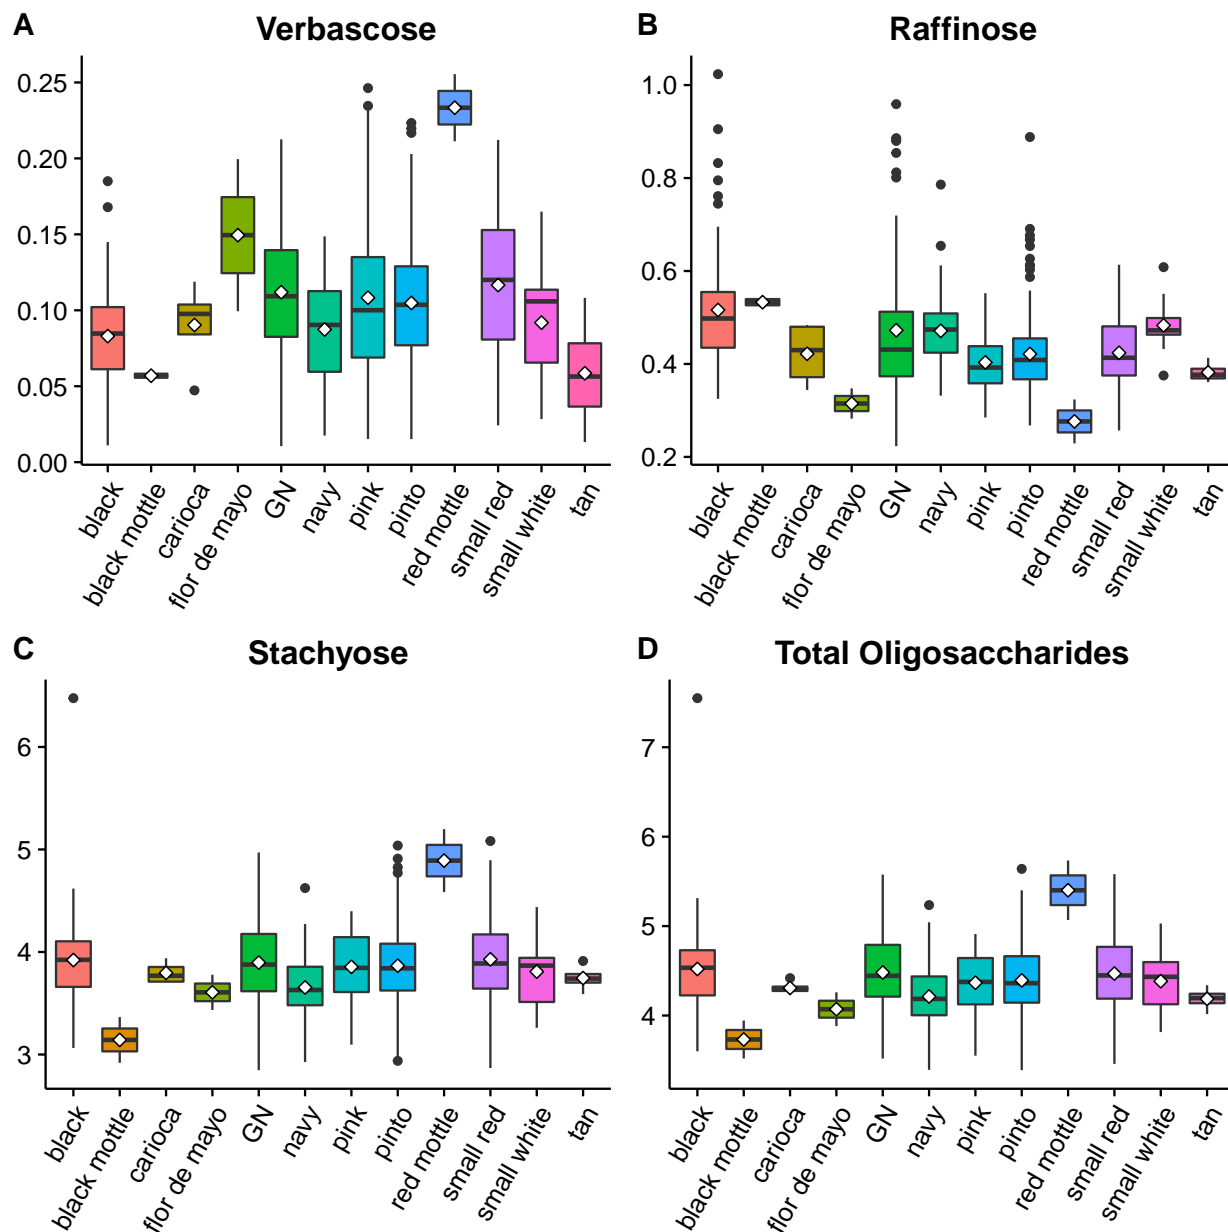 A
Verbascose
0.25
0.20
0.15
0.10
0.05
0.00
black
black mottle
carioca
flor de mayo
GN
navy
pink
pinto
red mottle
small red
small white
tan
B
Raffinose
1.0
0.8
0.6
0.4
0.2
black
black mottle
carioca
flor de mayo
GN
navy
pink
pinto
red mottle
small red
small white
tan
C
Stachyose
6
5
4
3
black
black mottle
carioca
flor de mayo
GN
navy
pink
pinto
red mottle
small red
small white
tan
D
Total Oligosaccharides
7
6
5
4
black
black mottle
carioca
flor de mayo
GN
navy
pink
pinto
red mottle
small red
small white
tan